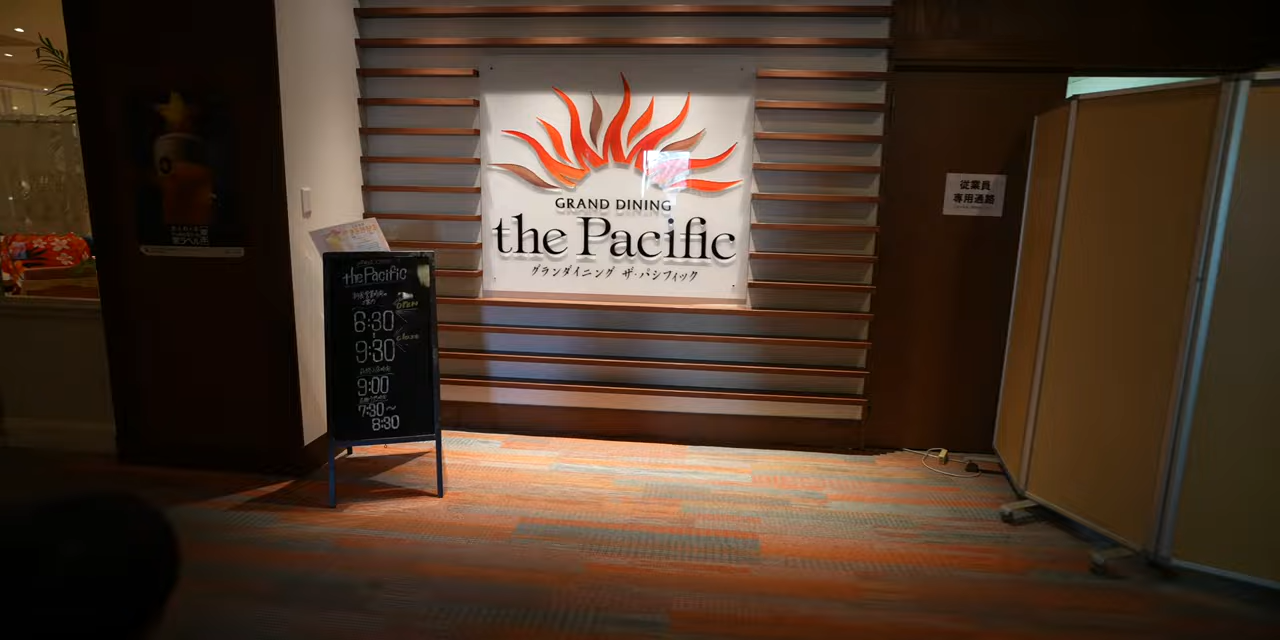 GRAND DINING
the Pacific
グランダイニング ザ・パシフィック
the Pacific
OPEN
6:30
close
9:30
9:00
7:30〜
8:30
従業員
専用通路